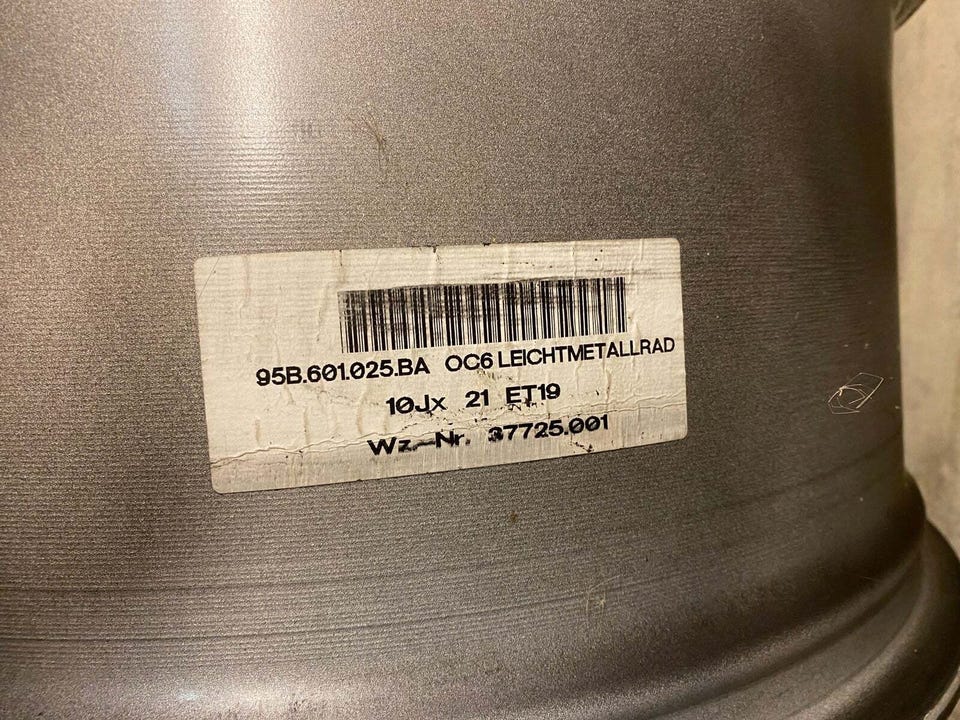 95B.601.025.BA OC6 LEICHTMETALLRAD
10Jx 21 ET19
Wz.-Nr. 37725.001